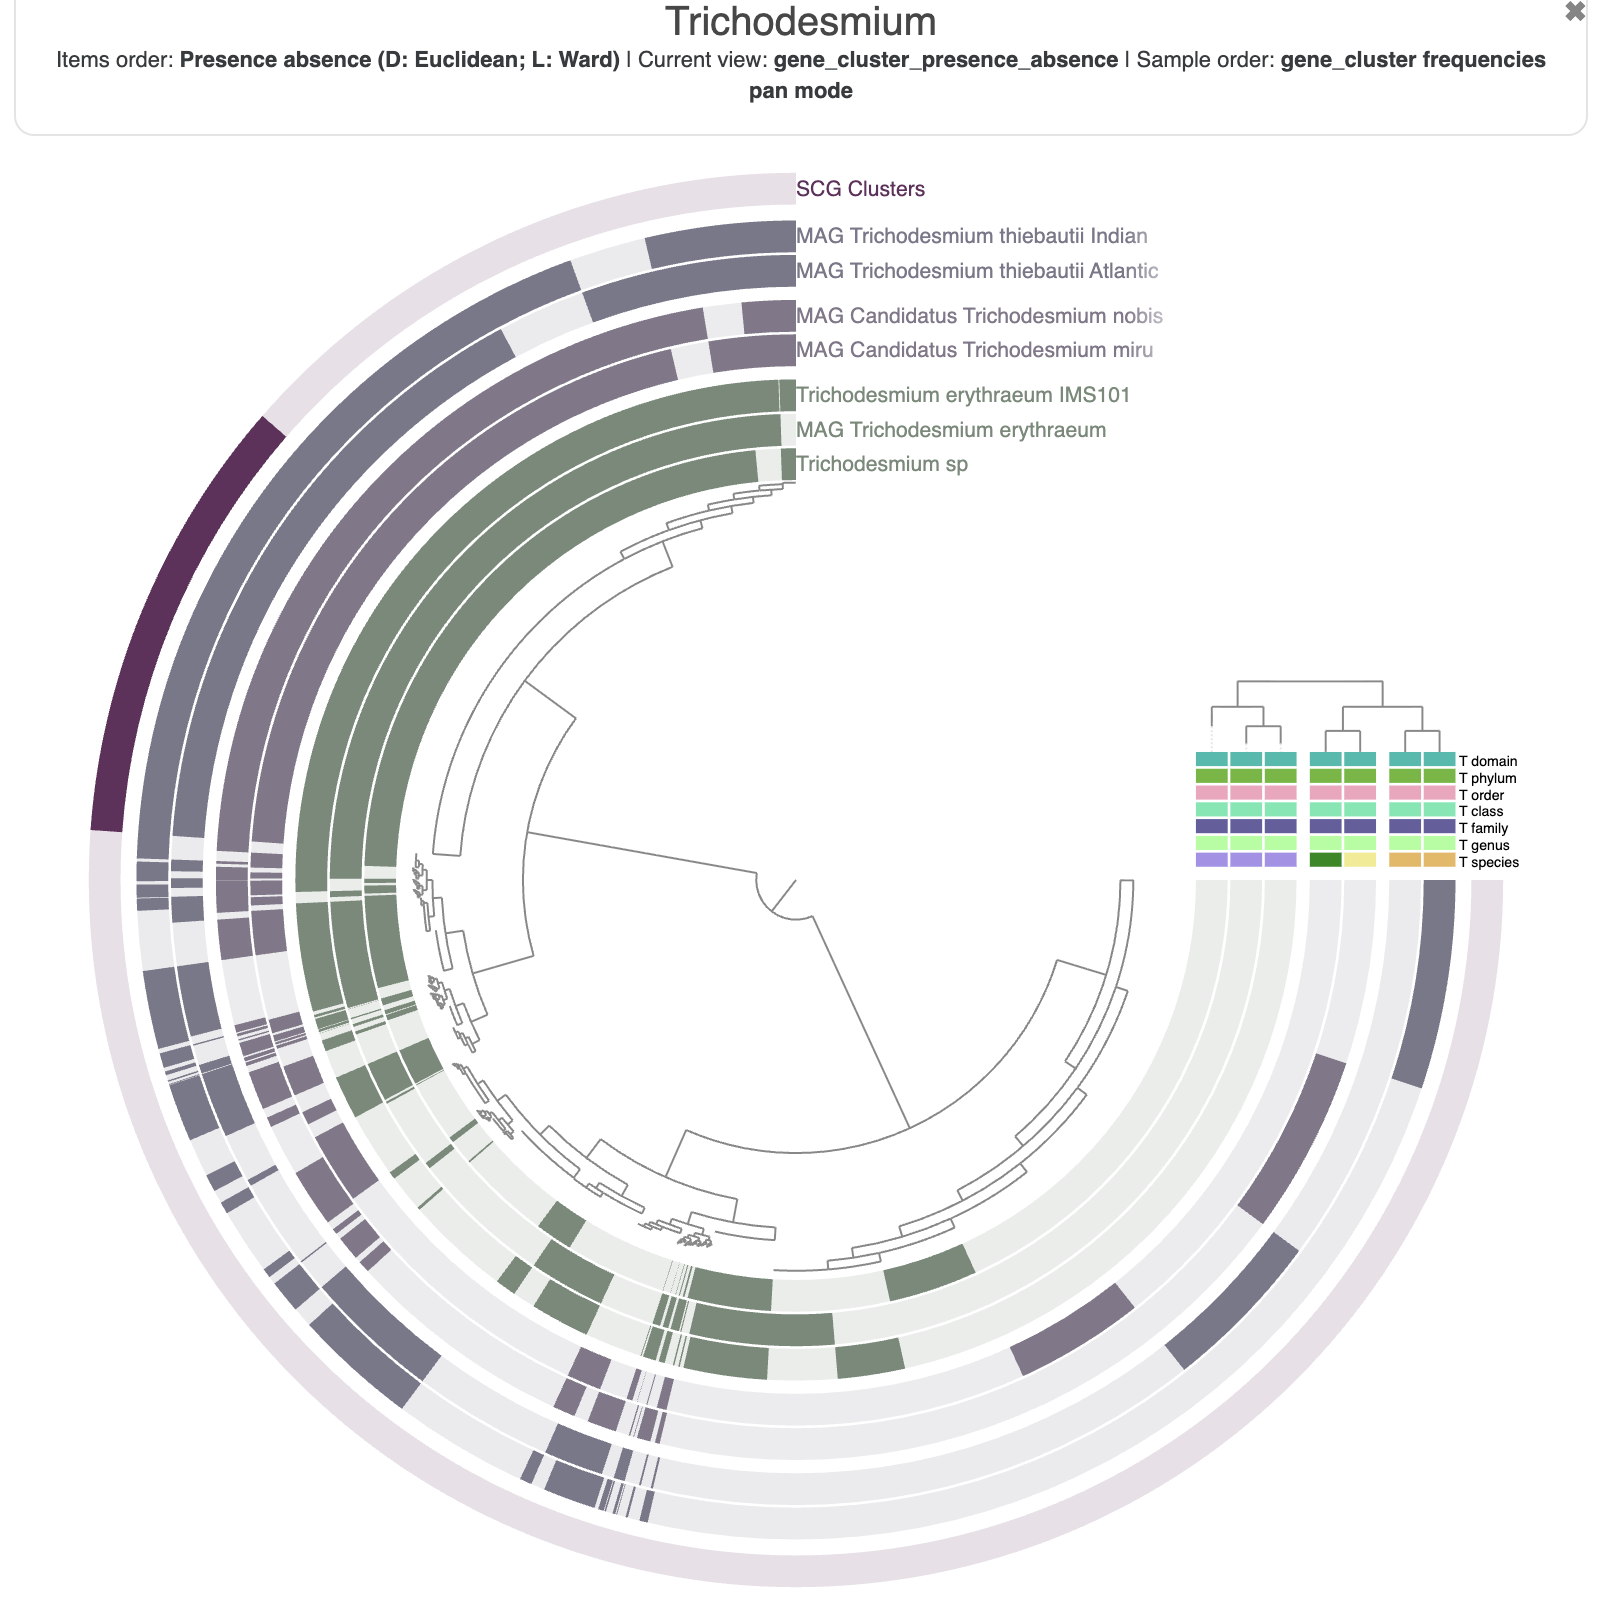 Trichodesmium
Items order: Presence absence (D: Euclidean; L: Ward) | Current view: gene_cluster_presence_absence | Sample order: gene_cluster frequencies
pan mode
SCG Clusters
MAG Trichodesmium thiebautii Indian
MAG Trichodesmium thiebautii Atlantic
MAG Candidatus Trichodesmium nobis
MAG Candidatus Trichodesmium miru
Trichodesmium erythraeum IMS101
MAG Trichodesmium erythraeum
Trichodesmium sp
T domain
T phylum
T order
T class
T family
T genus
T species